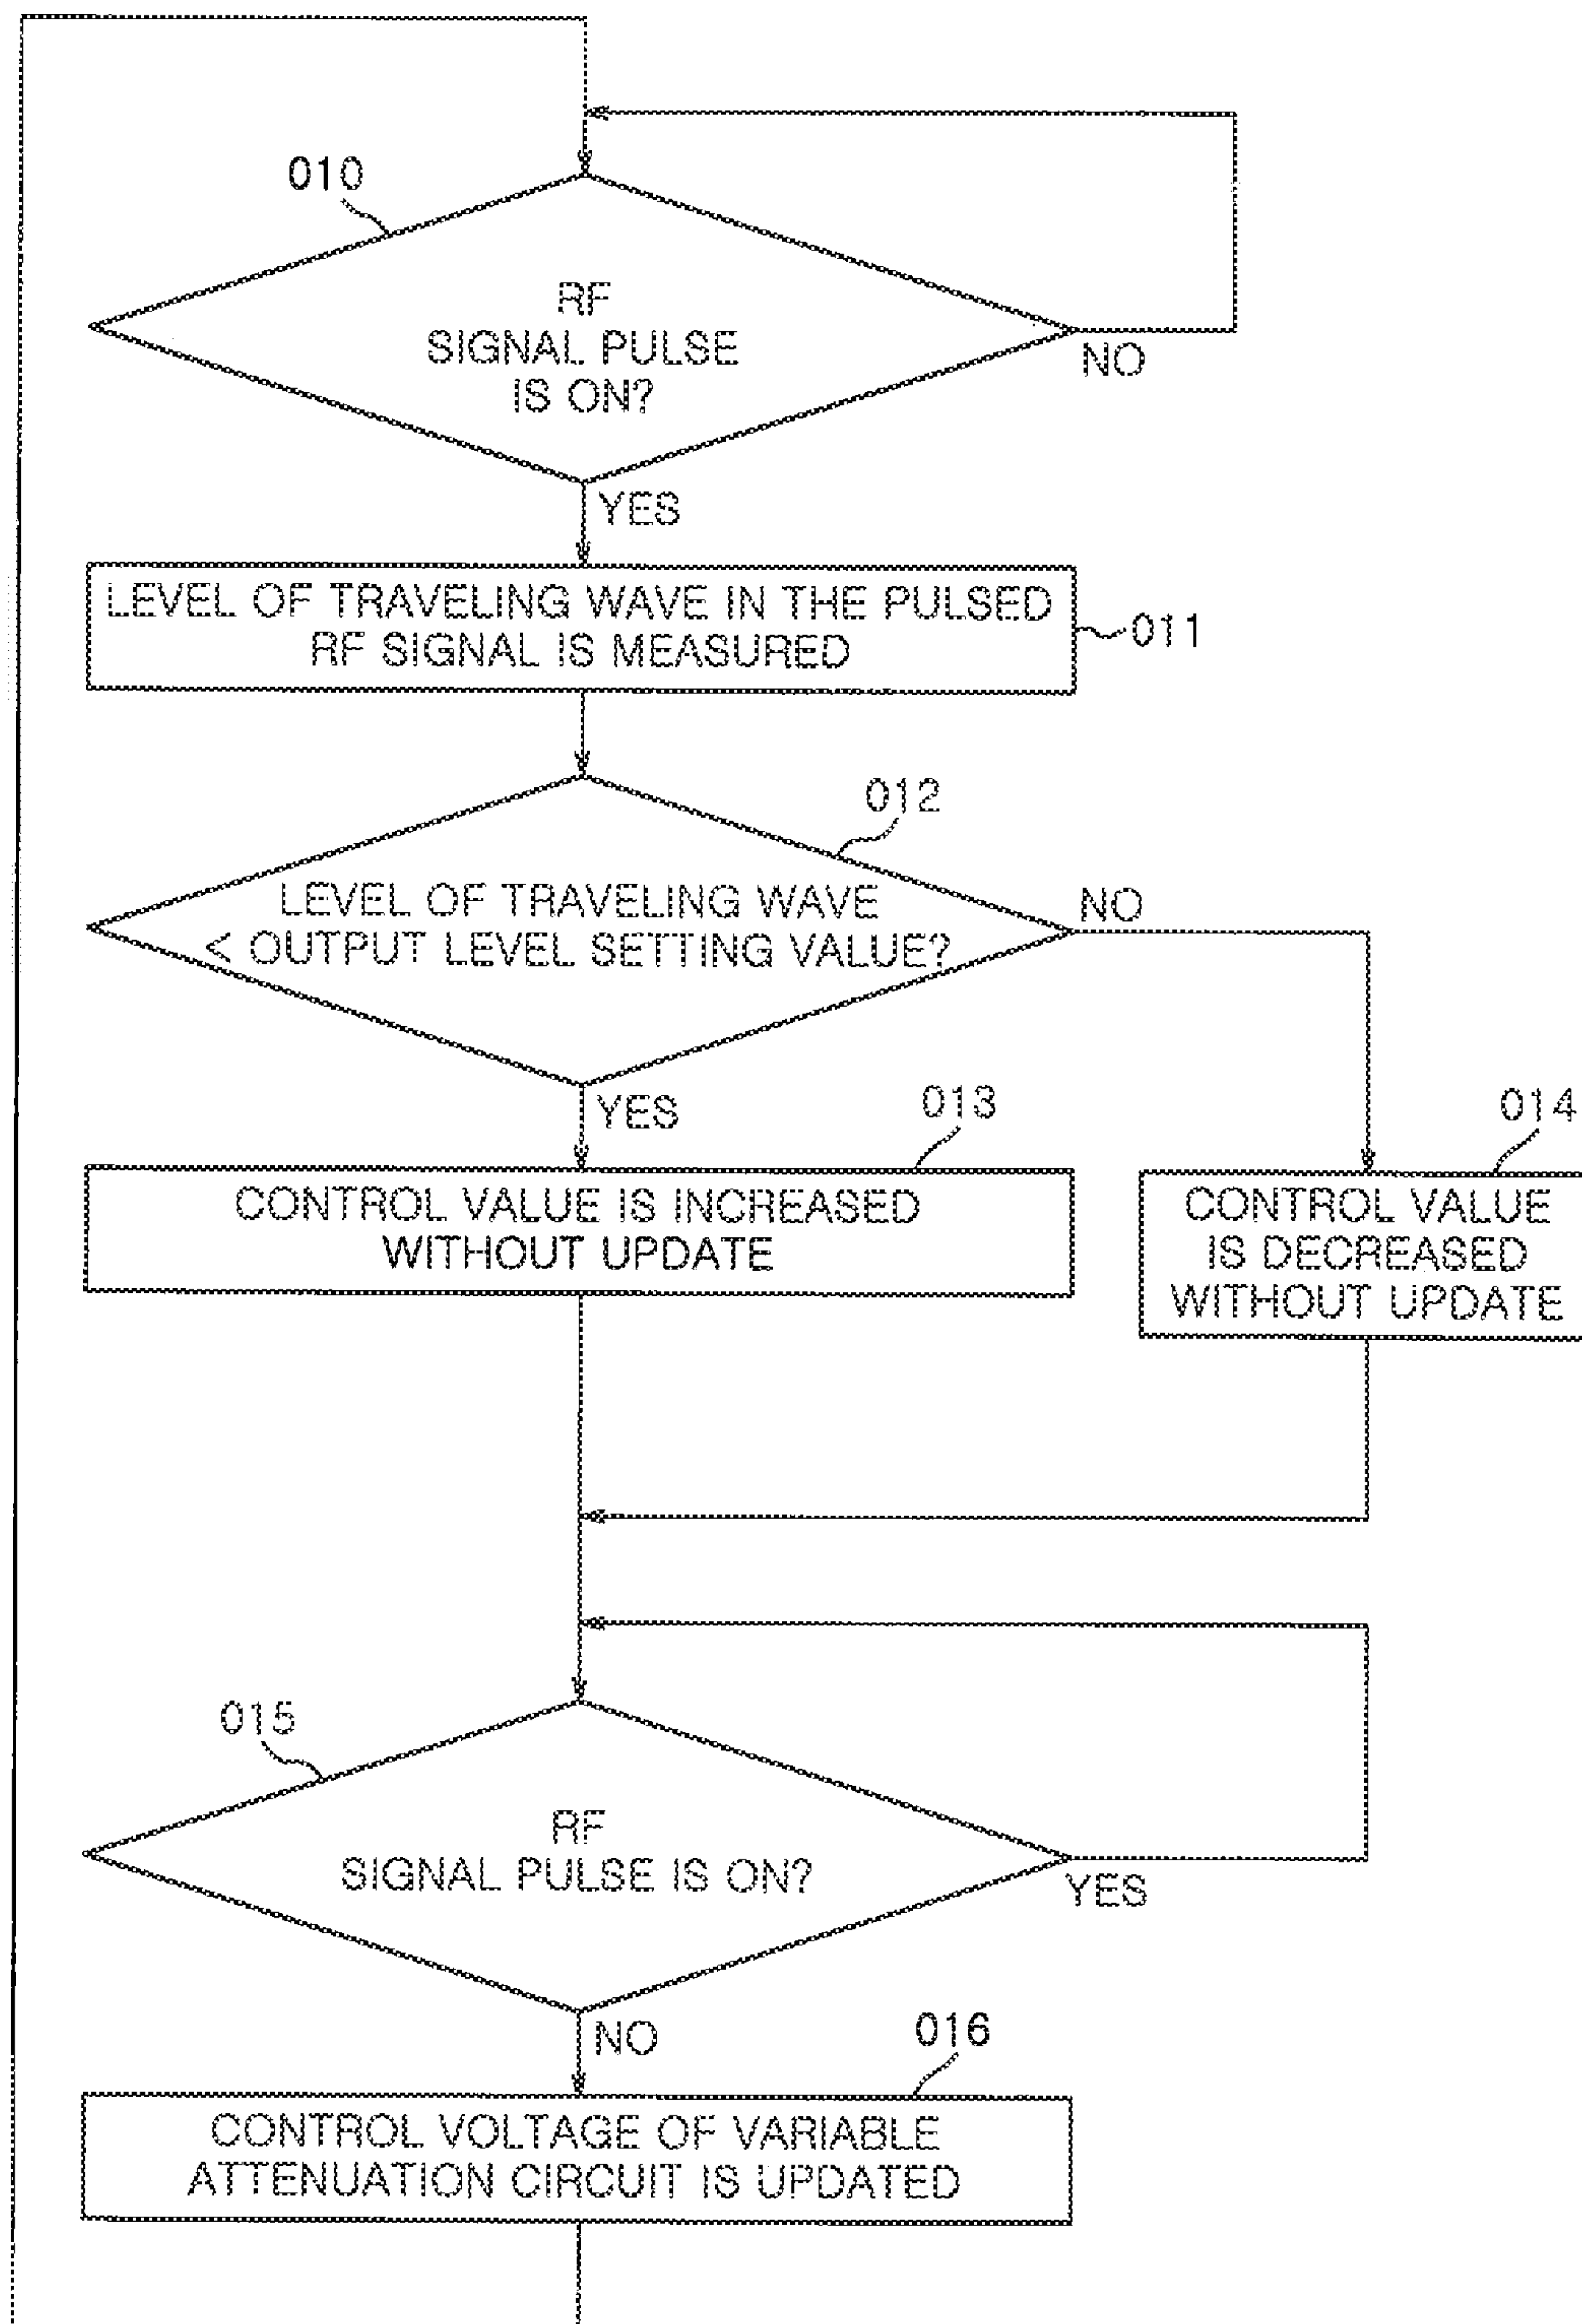 010
RF
SIGNAL PULSE
IS ON?
NO
YES
LEVEL OF TRAVELING WAVE IN THE PULSED
RF SIGNAL IS MEASURED
011
012
LEVEL OF TRAVELING WAVE
< OUTPUT LEVEL SETTING VALUE?
NO
YES
013
CONTROL VALUE IS INCREASED
WITHOUT UPDATE
014
CONTROL VALUE
IS DECREASED
WITHOUT UPDATE
015
RF
SIGNAL PULSE IS ON?
YES
NO
016
CONTROL VOLTAGE OF VARIABLE
ATTENUATION CIRCUIT IS UPDATED